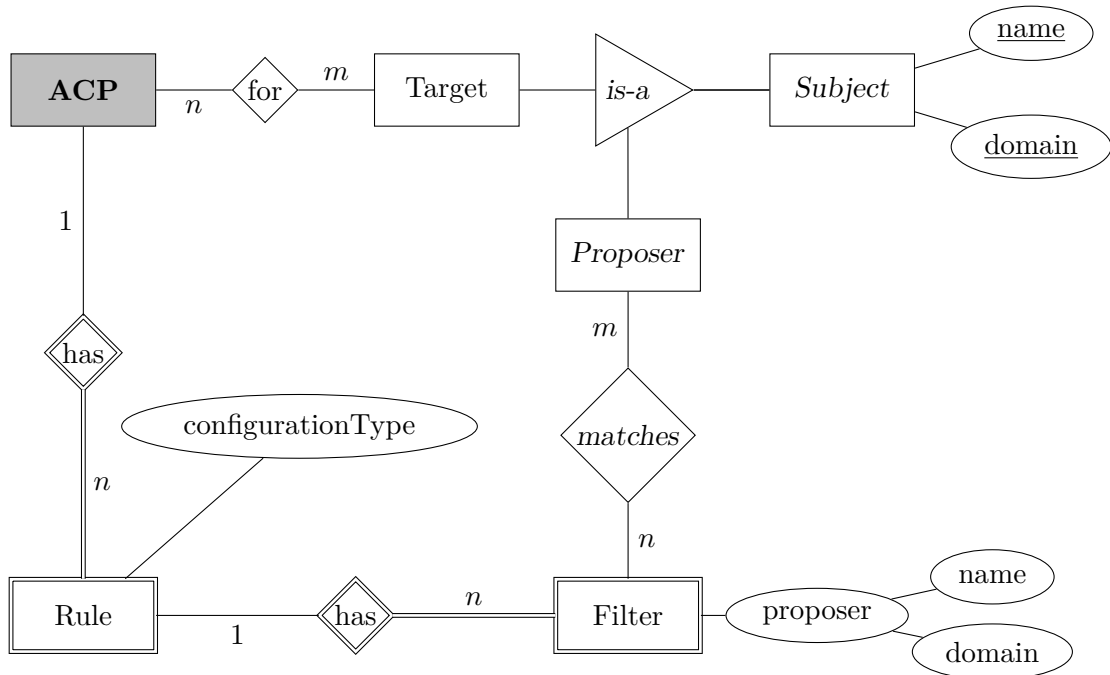 name
ACP
n
for
m
Target
is-a
Subject
domain
1
Proposer
m
has
configurationType
matches
n
n
Rule
1
has
n
Filter
proposer
name
domain